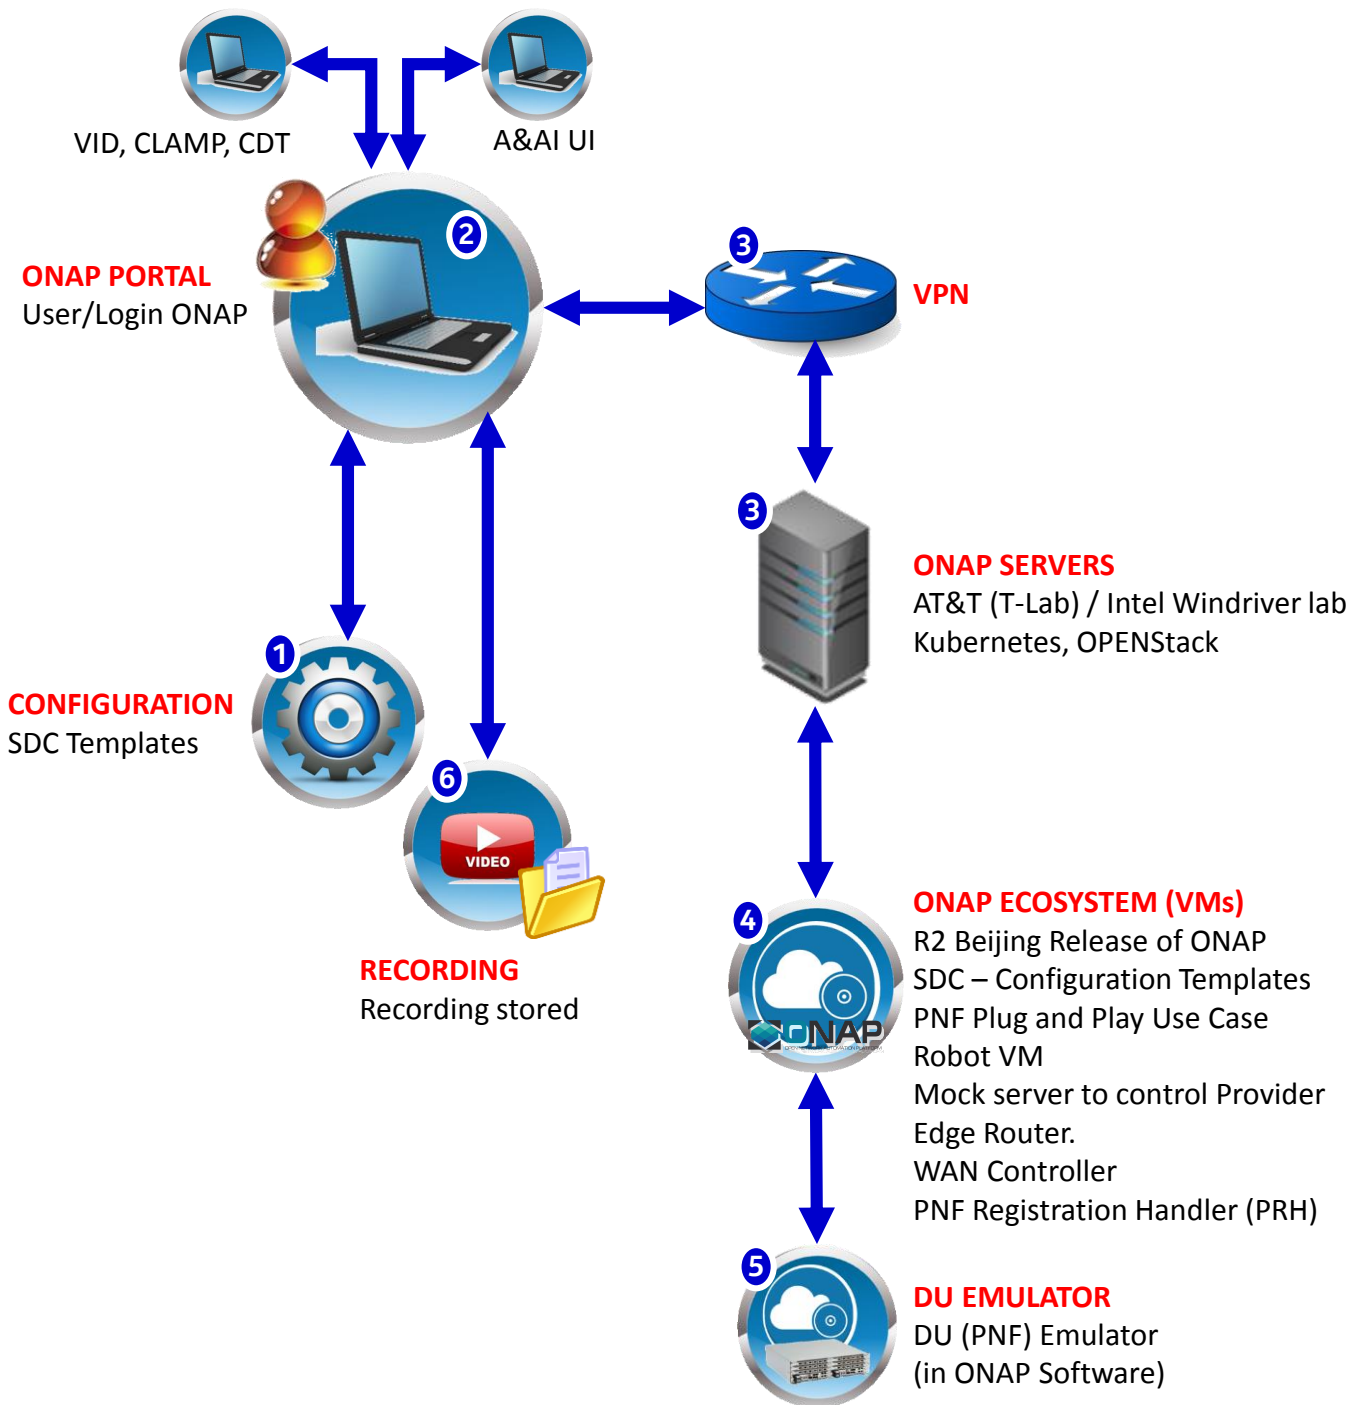 VID, CLAMP, CDT
A&AI UI
2
3
ONAP PORTAL
User/Login ONAP
VPN
3
ONAP SERVERS
AT&T (T-Lab) / Intel Windriver lab
Kubernetes, OPENStack
1
CONFIGURATION
SDC Templates
6
VIDEO
RECORDING
Recording stored
4
ONAP
ONAP ECOSYSTEM (VMs)
R2 Beijing Release of ONAP
SDC – Configuration Templates
PNF Plug and Play Use Case
Robot VM
Mock server to control Provider
Edge Router.
WAN Controller
PNF Registration Handler (PRH)
5
DU EMULATOR
DU (PNF) Emulator
(in ONAP Software)